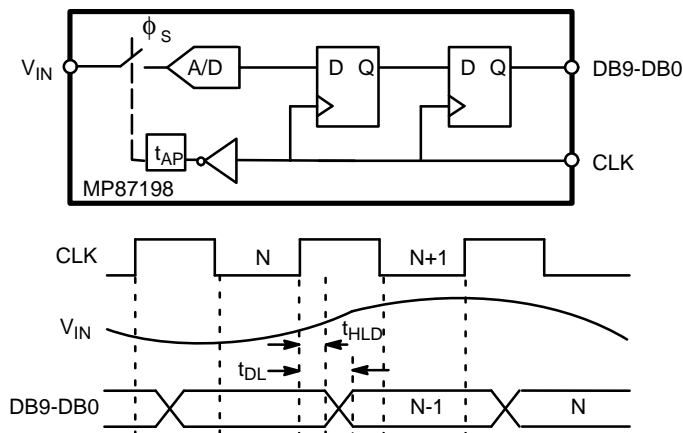 ϕS
VIN
A/D
D Q
D Q
DB9-DB0
tAP
CLK
MP87198
CLK
N
N+1
VIN
tHLD
tDL
DB9-DB0
N-1
N